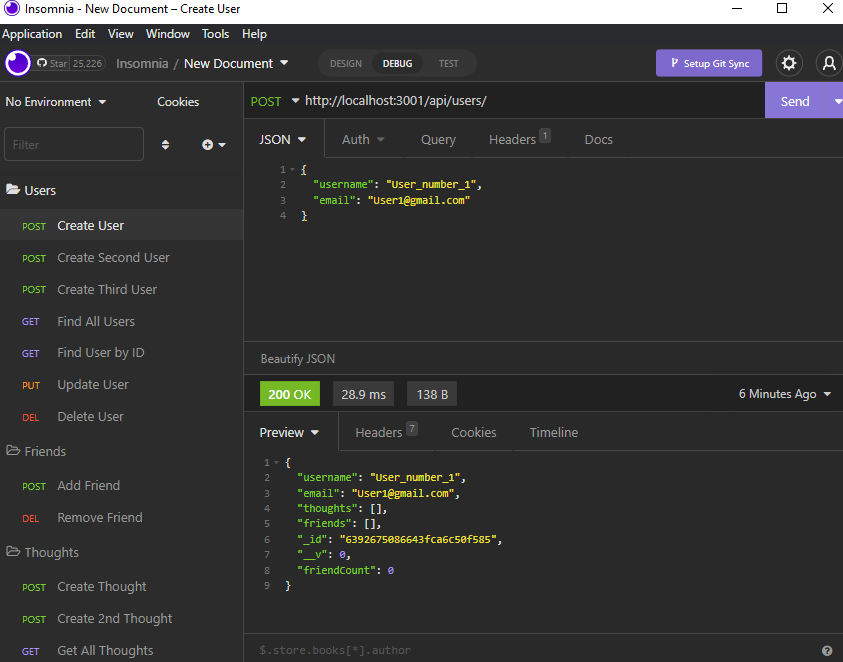 Insomnia - New Document – Create User
Application Edit View Window Tools Help
Star 25,226 Insomnia / New Document DESIGN DEBUG TEST Setup Git Sync
No Environment Cookies
POST http://localhost:3001/api/users/ Send
Filter
JSON Auth Query Headers 1 Docs
1 {
2 "username": "User_number_1",
3 "email": "User1@gmail.com"
4 }
Users
POST Create User
POST Create Second User
POST Create Third User
GET Find All Users
GET Find User by ID
PUT Update User
DEL Delete User
Friends
POST Add Friend
DEL Remove Friend
Thoughts
POST Create Thought
POST Create 2nd Thought
GET Get All Thoughts
Beautify JSON
200 OK 28.9 ms 138 B 6 Minutes Ago
Preview Headers 7 Cookies Timeline
1 {
2 "username": "User_number_1",
3 "email": "User1@gmail.com",
4 "thoughts": [],
5 "friends": [],
6 "_id": "6392675086643fca6c50f585",
7 "__v": 0,
8 "friendCount": 0
9 }
$.store.books[*].author